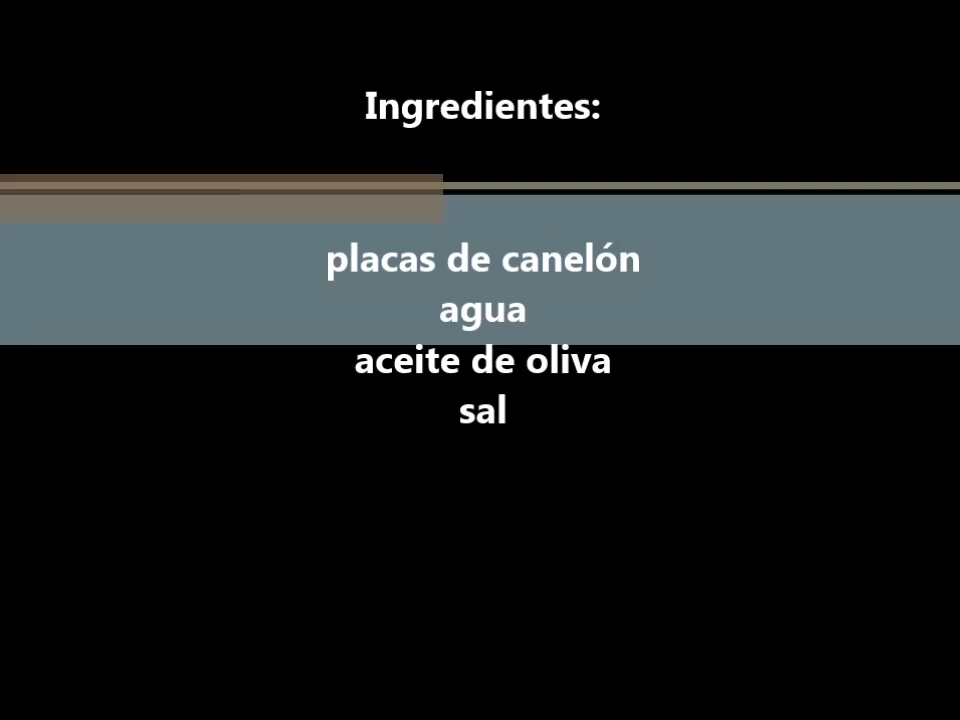 Ingredientes:
placas de canelón
agua
aceite de oliva
sal